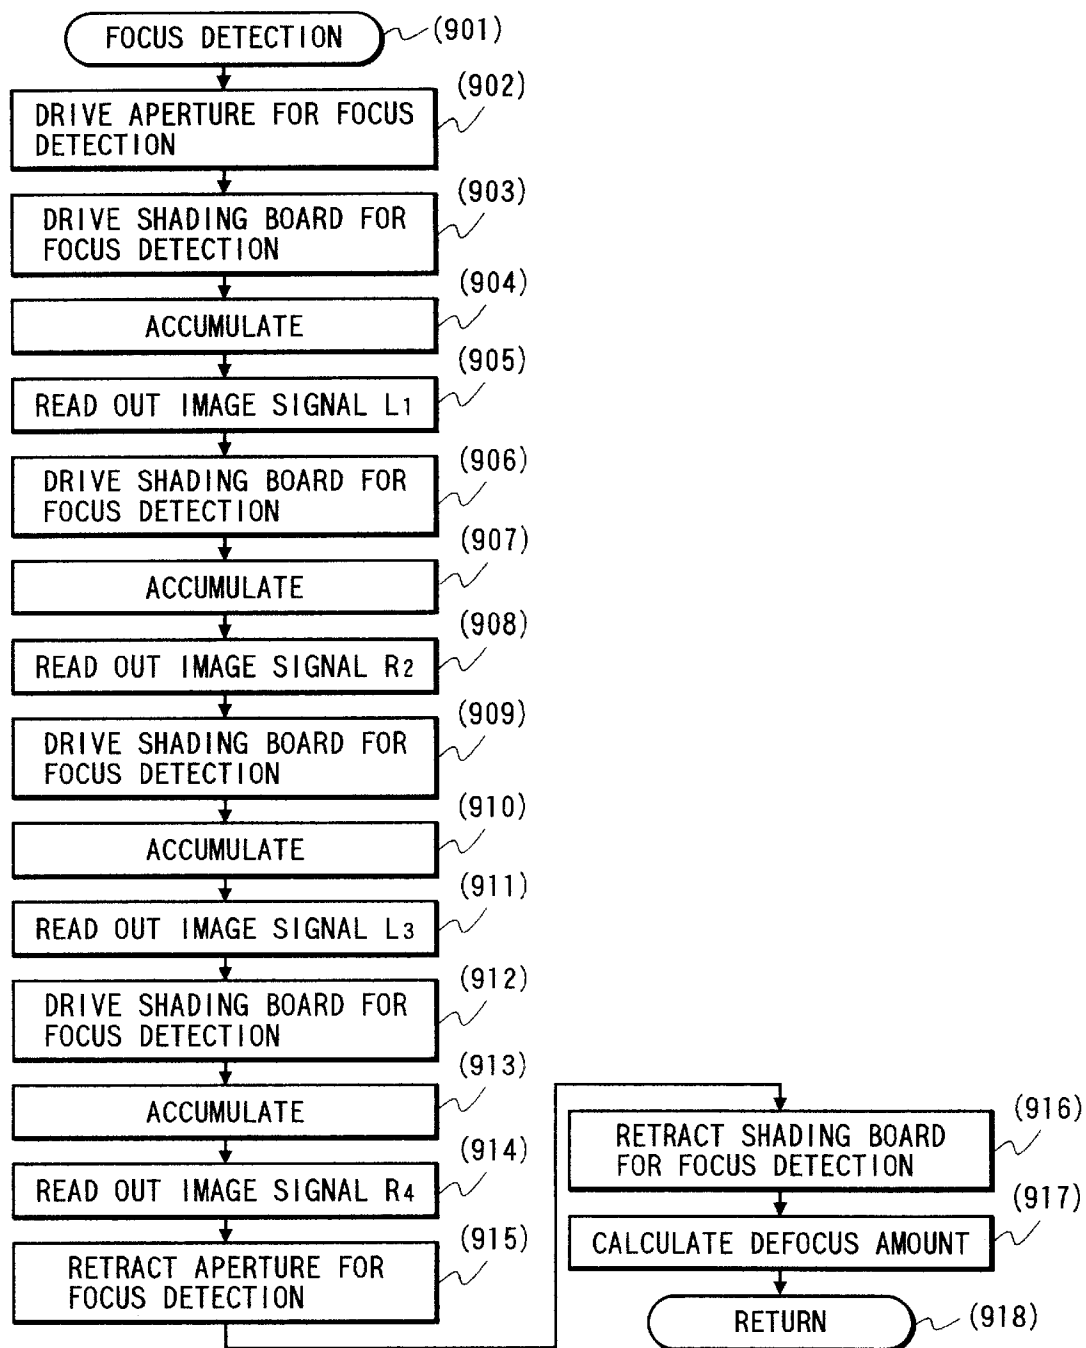 FOCUS DETECTION
(901)
(902)
DRIVE APERTURE FOR FOCUS
DETECTION
(903)
DRIVE SHADING BOARD FOR
FOCUS DETECTION
(904)
ACCUMULATE
(905)
READ OUT IMAGE SIGNAL L1
(906)
DRIVE SHADING BOARD FOR
FOCUS DETECTION
(907)
ACCUMULATE
(908)
READ OUT IMAGE SIGNAL R2
(909)
DRIVE SHADING BOARD FOR
FOCUS DETECTION
(910)
ACCUMULATE
(911)
READ OUT IMAGE SIGNAL L3
(912)
DRIVE SHADING BOARD FOR
FOCUS DETECTION
(913)
ACCUMULATE
(914)
READ OUT IMAGE SIGNAL R4
(915)
RETRACT APERTURE FOR
FOCUS DETECTION
(916)
RETRACT SHADING BOARD
FOR FOCUS DETECTION
(917)
CALCULATE DEFOCUS AMOUNT
RETURN
(918)